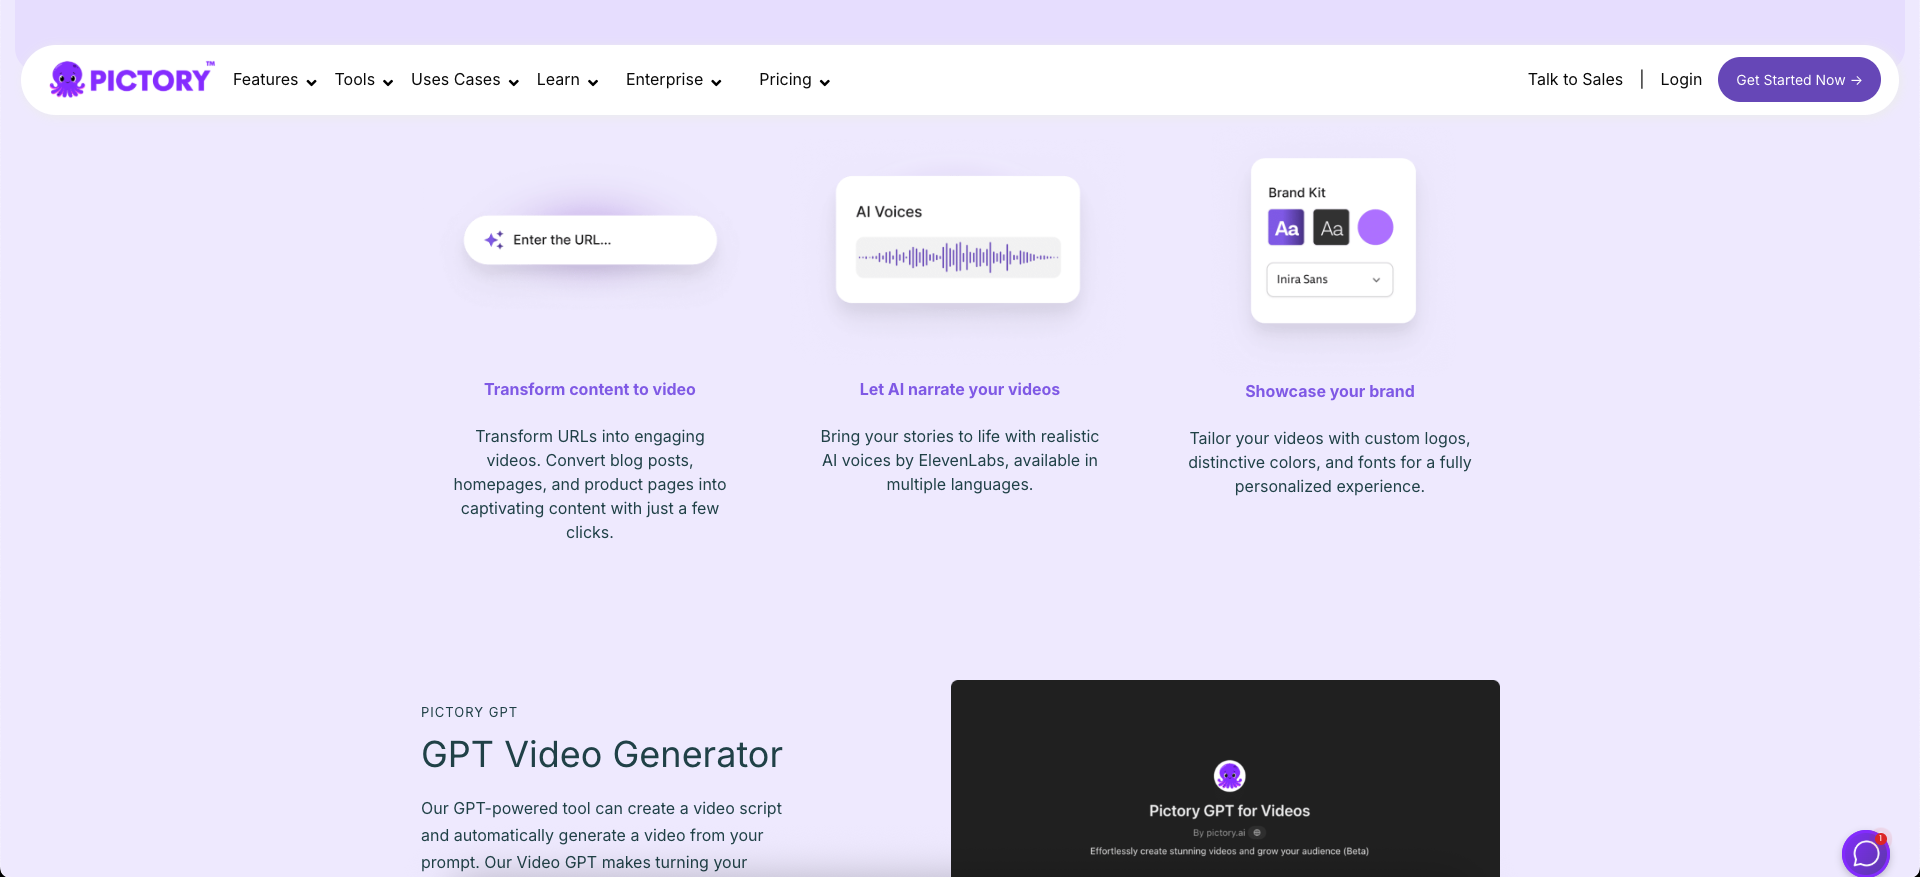 PICTORY™
Features
Tools
Uses Cases
Learn
Enterprise
Pricing
Talk to Sales | Login
Get Started Now →
Enter the URL...
AI Voices
Brand Kit
Aa
Aa
Inira Sans
Transform content to video
Transform URLs into engaging
videos. Convert blog posts,
homepages, and product pages into
captivating content with just a few
clicks.
Let AI narrate your videos
Bring your stories to life with realistic
AI voices by ElevenLabs, available in
multiple languages.
Showcase your brand
Tailor your videos with custom logos,
distinctive colors, and fonts for a fully
personalized experience.
PICTORY GPT
GPT Video Generator
Our GPT-powered tool can create a video script
and automatically generate a video from your
prompt. Our Video GPT makes turning your
Pictory GPT for Videos
By pictory.ai
Effortlessly create stunning videos and grow your audience (Beta)
1